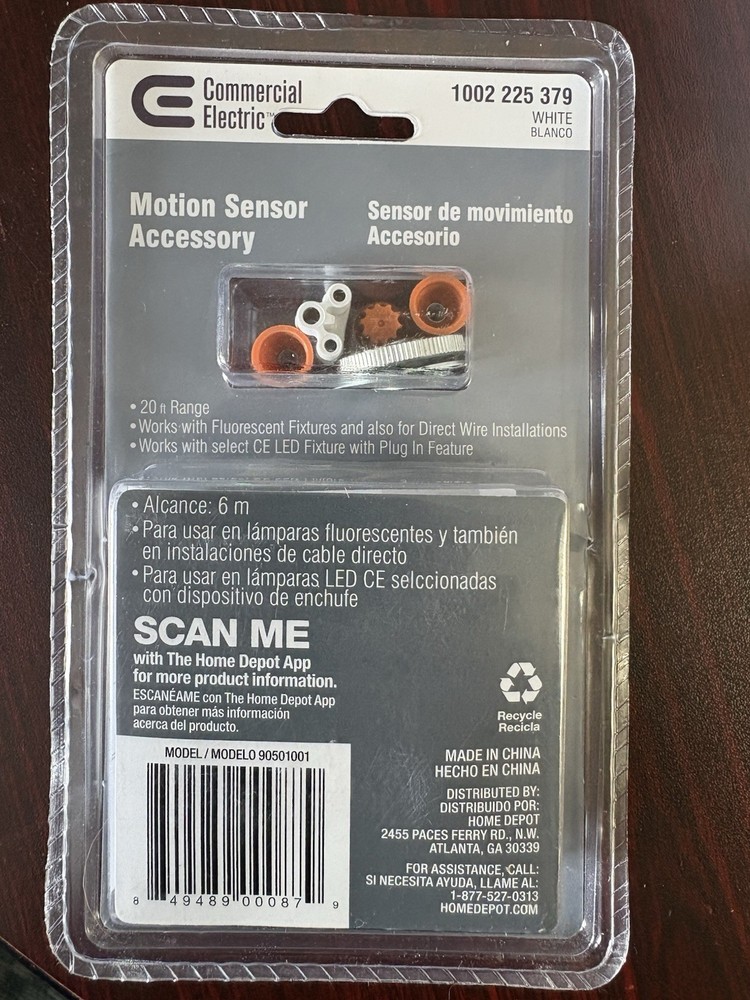 Commercial
Electric™
1002 225 379
WHITE
BLANCO
Motion Sensor
Accessory
Sensor de movimiento
Accesorio
• 20 ft Range
• Works with Fluorescent Fixtures and also for Direct Wire Installations
• Works with select CE LED Fixture with Plug In Feature
• Alcance: 6 m
• Para usar en lámparas fluorescentes y también
en instalaciones de cable directo
• Para usar en lámparas LED CE selccionadas
con dispositivo de enchufe
SCAN ME
with The Home Depot App
for more product information.
ESCANÉAME con The Home Depot App
para obtener más información
acerca del producto.
Recycle
Recicla
MODEL / MODELO 90501001
8 49489 00087 9
MADE IN CHINA
HECHO EN CHINA
DISTRIBUTED BY:
DISTRIBUIDO POR:
HOME DEPOT
2455 PACES FERRY RD., N.W.
ATLANTA, GA 30339
FOR ASSISTANCE, CALL:
SI NECESITA AYUDA, LLAME AL:
1-877-527-0313
HOMEDEPOT.COM